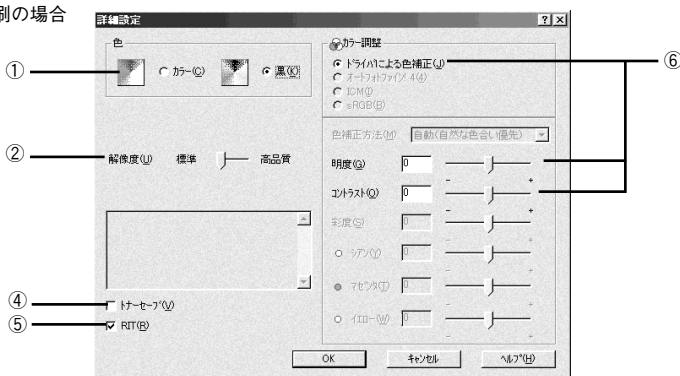 刷の場合
詳細設定
?
×
色
①
カラー(C)
黒(K)
②
解像度(U)
標準
高品質
④
トナーセーブ(V)
⑤
RIT(R)
カラー調整
⑥
ドライバによる色補正(J)
オートフォトファイン!4(4)
ICM(I)
sRGB(B)
色補正方法(M)
自動(自然な色合い優先)
明度(G)
0
- +
コントラスト(O)
0
- +
彩度(S)
0
- +
シアン(Y)
0
- +
マゼンタ(T)
0
- +
イエロー(W)
0
- +
OK
キャンセル
ヘルプ(H)